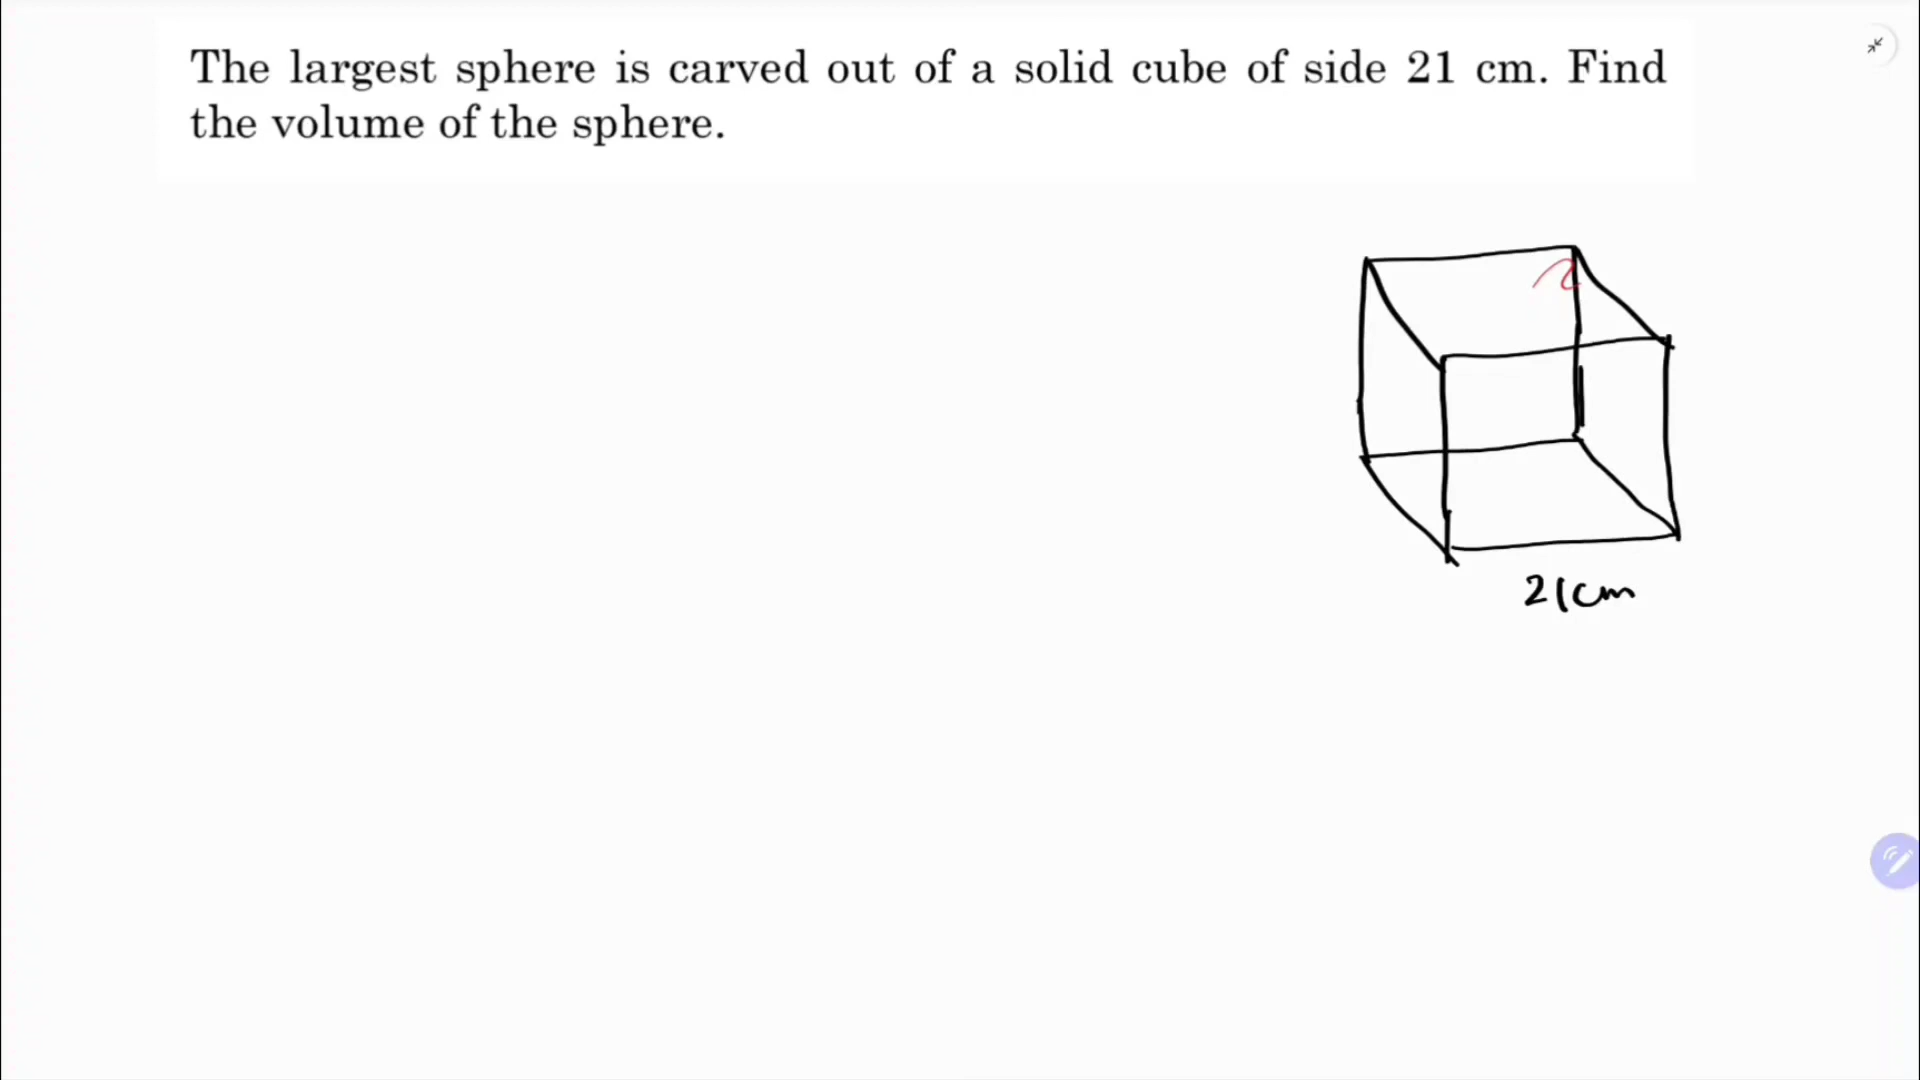 The largest sphere is carved out of a solid cube of side 21 cm. Find
the volume of the sphere.
21cm